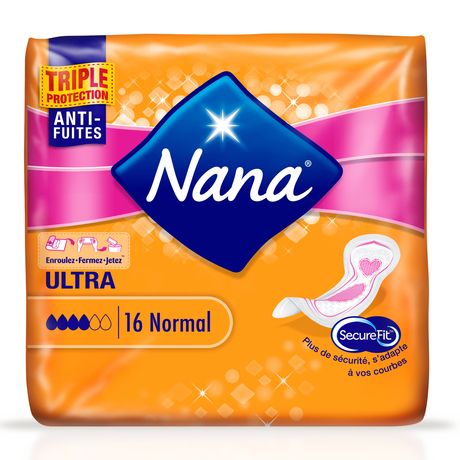 TRIPLE
PROTECTION
ANTI-
FUITES
Nana®
Enroulez•Fermez•Jetez
ULTRA
16 Normal
SecureFit
Plus de sécurité, s'adapte
à vos courbes